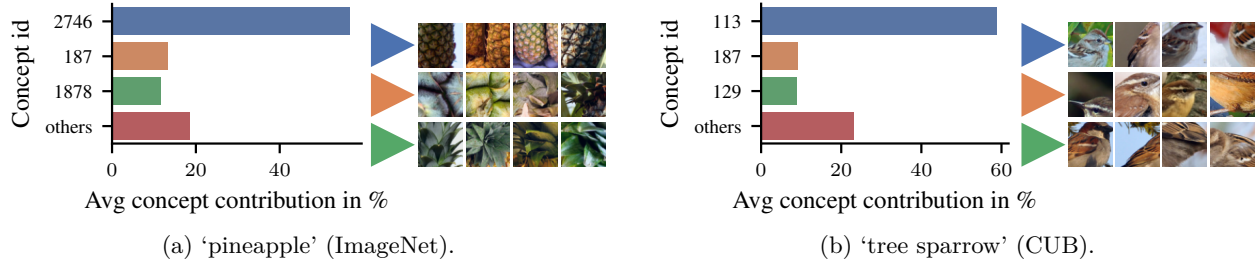 Concept id
2746
187
1878
others
0 20 40
Avg concept contribution in %
(a) ‘pineapple’ (ImageNet).
Concept id
113
187
129
others
0 20 40 60
Avg concept contribution in %
(b) ‘tree sparrow’ (CUB).